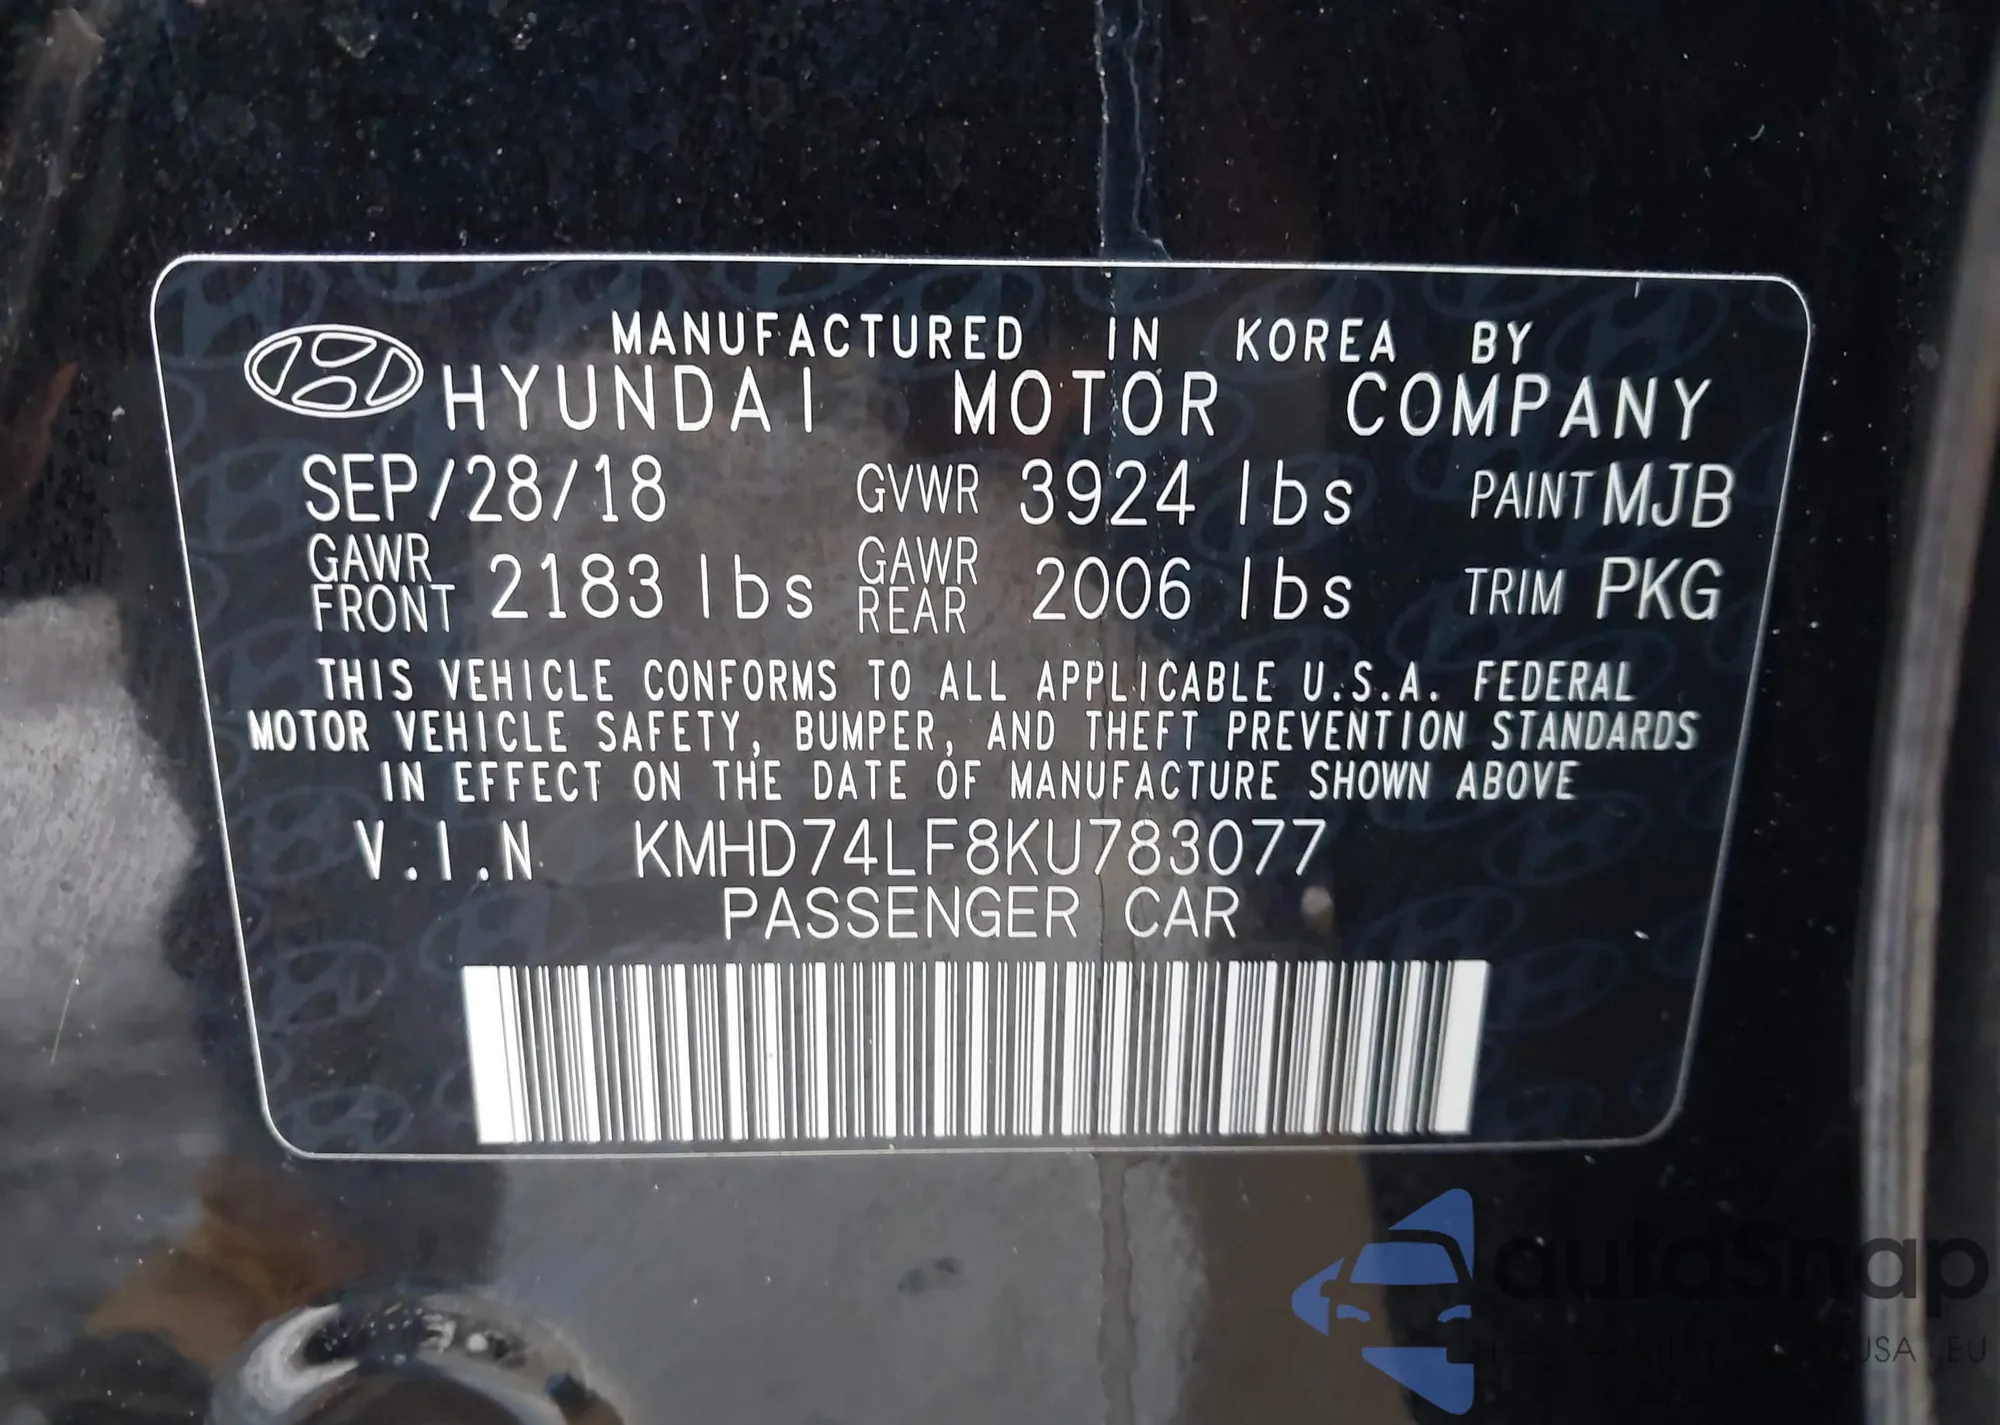 MANUFACTURED IN KOREA BY
HYUNDAI MOTOR COMPANY
SEP/28/18 GVWR 3924 lbs PAINT MJB
GAWR FRONT 2183 lbs GAWR REAR 2006 lbs TRIM PKG
THIS VEHICLE CONFORMS TO ALL APPLICABLE U.S.A. FEDERAL
MOTOR VEHICLE SAFETY, BUMPER, AND THEFT PREVENTION STANDARDS
IN EFFECT ON THE DATE OF MANUFACTURE SHOWN ABOVE
V.I.N. KMHD74LF8KU783077
PASSENGER CAR
autoSnap
USA EU